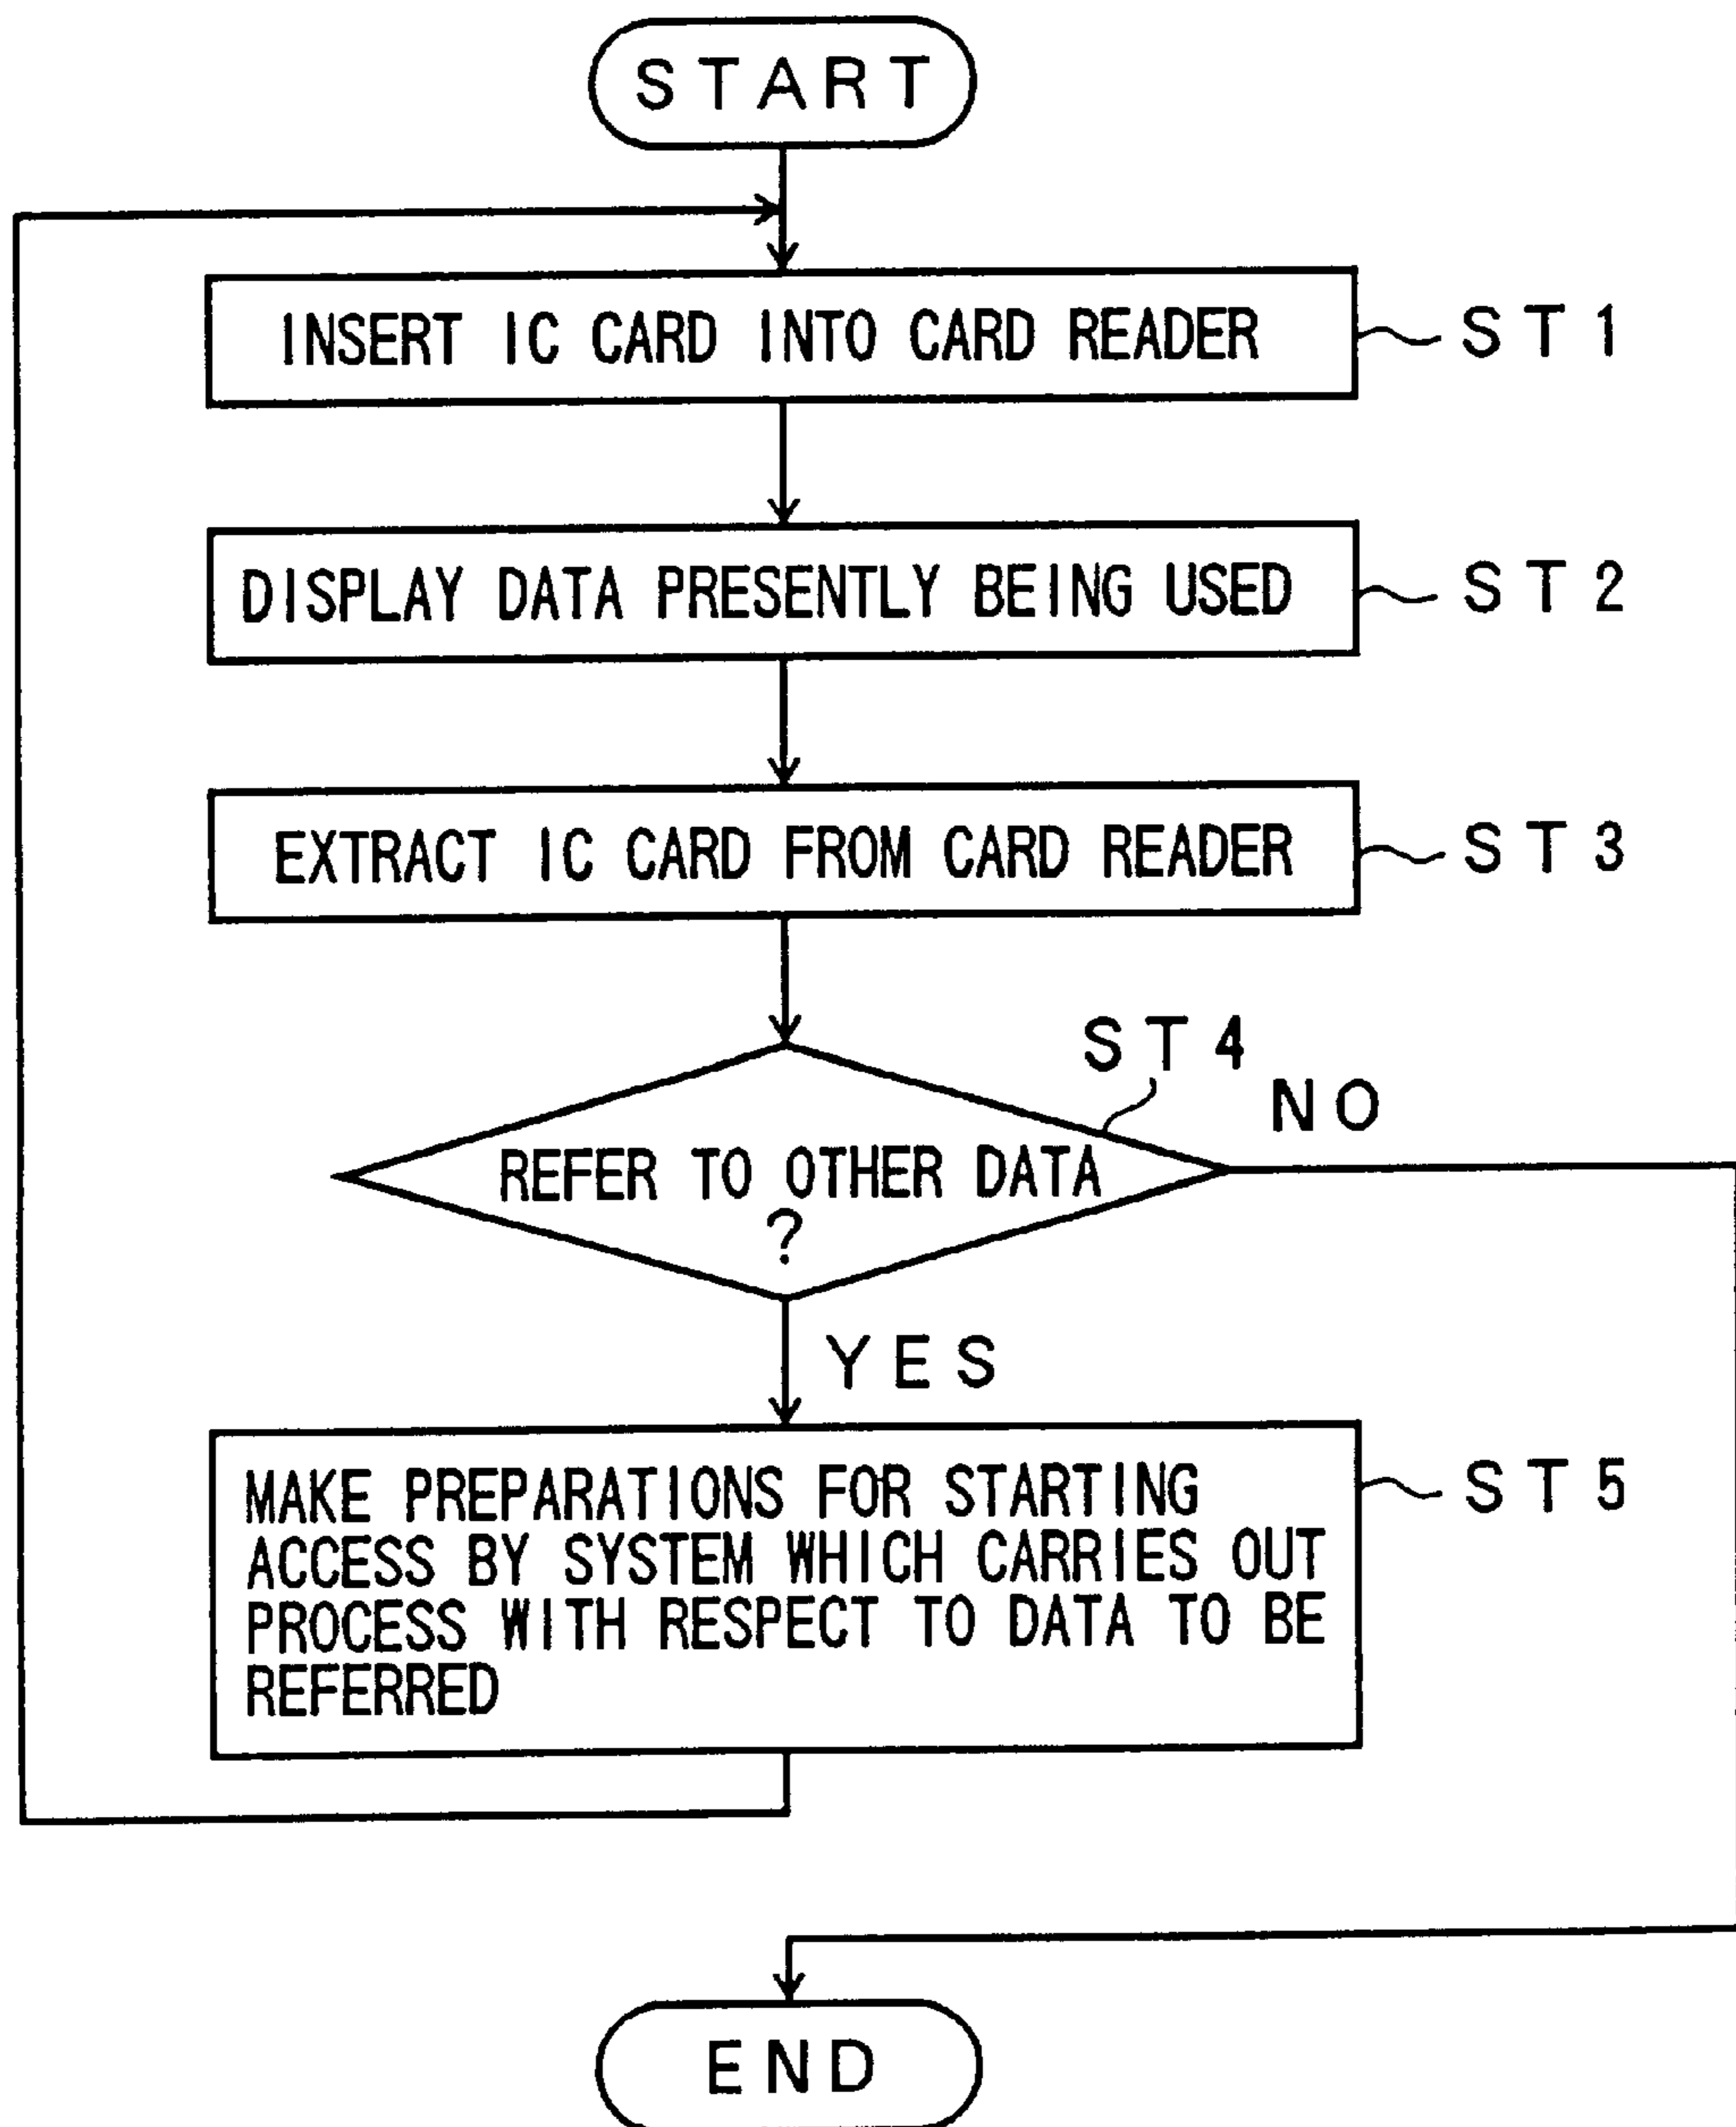 START
INSERT IC CARD INTO CARD READER
ST1
DISPLAY DATA PRESENTLY BEING USED
ST2
EXTRACT IC CARD FROM CARD READER
ST3
ST4
NO
REFER TO OTHER DATA
?
YES
MAKE PREPARATIONS FOR STARTING
ACCESS BY SYSTEM WHICH CARRIES OUT
PROCESS WITH RESPECT TO DATA TO BE
REFERRED
ST5
END